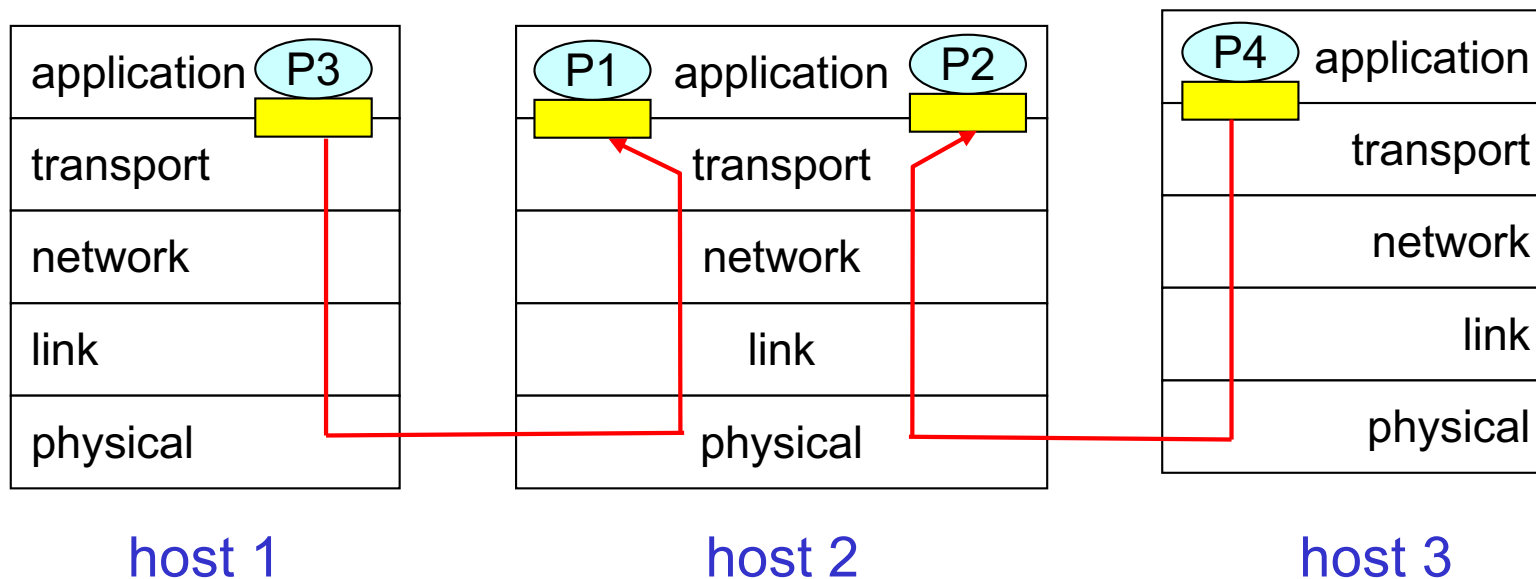 application P3
transport
network
link
physical
host 1
P1 application P2
transport
network
link
physical
host 2
P4 application
transport
network
link
physical
host 3